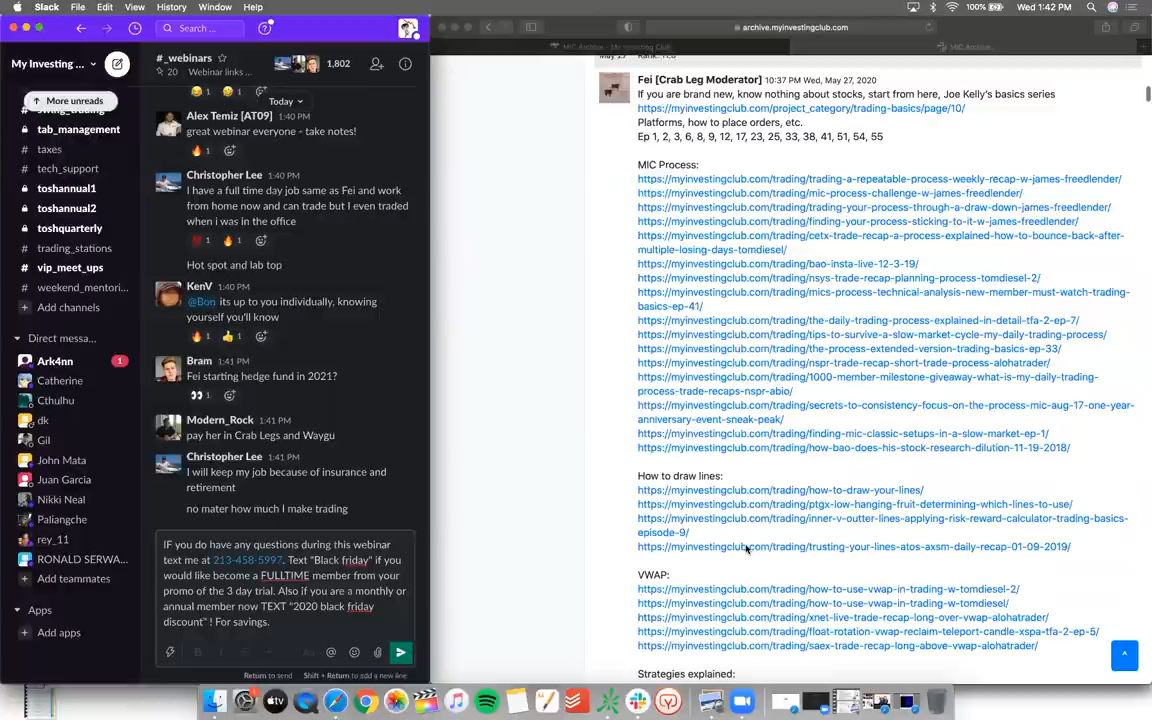 Safari File Edit View History Window Help
100% Wed 1:42 PM
Search ...
archive.myinvestingclub.com
MIC Archive - My Investing Club
MIC Archive
My Investing ...
More unreads
swing_trading
tab_management
taxes
tech_support
toshannual1
toshannual2
toshquarterly
trading_stations
vip_meet_ups
weekend_mentori...
Add channels
Direct messa...
Ark4nn 1
Catherine
Cthulhu
dk
Gil
John Mata
Juan Garcia
Nikki Neal
Paliangche
rey_11
RONALD SERWA...
Add teammates
Apps
Add apps
#_webinars
20 Webinar links ...
1,802
1 1
Today
Alex Temiz [AT09] 1:40 PM
great webinar everyone - take notes!
1
Christopher Lee 1:40 PM
I have a full time day job same as Fei and work
from home now and can trade but I even traded
when i was in the office
1 1
Hot spot and lab top
KenV 1:40 PM
@Bon its up to you individually, knowing
yourself you'll know
1 1
Bram 1:41 PM
Fei starting hedge fund in 2021?
1
Modern_Rock 1:41 PM
pay her in Crab Legs and Waygu
Christopher Lee 1:41 PM
I will keep my job because of insurance and
retirement
no mater how much I make trading
IF you do have any questions during this webinar
text me at 213-458-5997. Text "Black friday" if you
would like become a FULLTIME member from your
promo of the 3 day trial. Also if you are a monthly or
annual member now TEXT "2020 black friday
discount" ! For savings.
Return to send Shift + Return to add a new line
Fei [Crab Leg Moderator] 10:37 PM Wed, May 27, 2020
If you are brand new, know nothing about stocks, start from here, Joe Kelly's basics series
https://myinvestingclub.com/project_category/trading-basics/page/10/
Platforms, how to place orders, etc.
Ep 1, 2, 3, 6, 8, 9, 12, 17, 23, 25, 33, 38, 41, 51, 54, 55
MIC Process:
https://myinvestingclub.com/trading/trading-a-repeatable-process-weekly-recap-w-james-freedlender/
https://myinvestingclub.com/trading/mic-process-challenge-w-james-freedlender/
https://myinvestingclub.com/trading/trading-your-process-through-a-draw-down-james-freedlender/
https://myinvestingclub.com/trading/finding-your-process-sticking-to-it-w-james-freedlender/
https://myinvestingclub.com/trading/cetx-trade-recap-a-process-explained-how-to-bounce-back-after-
multiple-losing-days-tomdiesel/
https://myinvestingclub.com/trading/bao-insta-live-12-3-19/
https://myinvestingclub.com/trading/nsys-trade-recap-planning-process-tomdiesel-2/
https://myinvestingclub.com/trading/mics-process-technical-analysis-new-member-must-watch-trading-
basics-ep-41/
https://myinvestingclub.com/trading/the-daily-trading-process-explained-in-detail-tfa-2-ep-7/
https://myinvestingclub.com/trading/tips-to-survive-a-slow-market-cycle-my-daily-trading-process/
https://myinvestingclub.com/trading/the-process-extended-version-trading-basics-ep-33/
https://myinvestingclub.com/trading/nspr-trade-recap-short-trade-process-alohatrader/
https://myinvestingclub.com/trading/1000-member-milestone-giveaway-what-is-my-daily-trading-
process-trade-recaps-nspr-abio/
https://myinvestingclub.com/trading/secrets-to-consistency-focus-on-the-process-mic-aug-17-one-year-
anniversary-event-sneak-peak/
https://myinvestingclub.com/trading/finding-mic-classic-setups-in-a-slow-market-ep-1/
https://myinvestingclub.com/trading/how-bao-does-his-stock-research-dilution-11-19-2018/
How to draw lines:
https://myinvestingclub.com/trading/how-to-draw-your-lines/
https://myinvestingclub.com/trading/ptgx-low-hanging-fruit-determining-which-lines-to-use/
https://myinvestingclub.com/trading/inner-v-outter-lines-applying-risk-reward-calculator-trading-basics-
episode-9/
https://myinvestingclub.com/trading/trusting-your-lines-atos-axsm-daily-recap-01-09-2019/
VWAP:
https://myinvestingclub.com/trading/how-to-use-vwap-in-trading-w-tomdiesel-2/
https://myinvestingclub.com/trading/how-to-use-vwap-in-trading-w-tomdiesel/
https://myinvestingclub.com/trading/xnet-live-trade-recap-long-over-vwap-alohatrader/
https://myinvestingclub.com/trading/float-rotation-vwap-reclaim-teleport-candle-xspa-tfa-2-ep-5/
https://myinvestingclub.com/trading/saex-trade-recap-long-above-vwap-alohatrader/
Strategies explained: